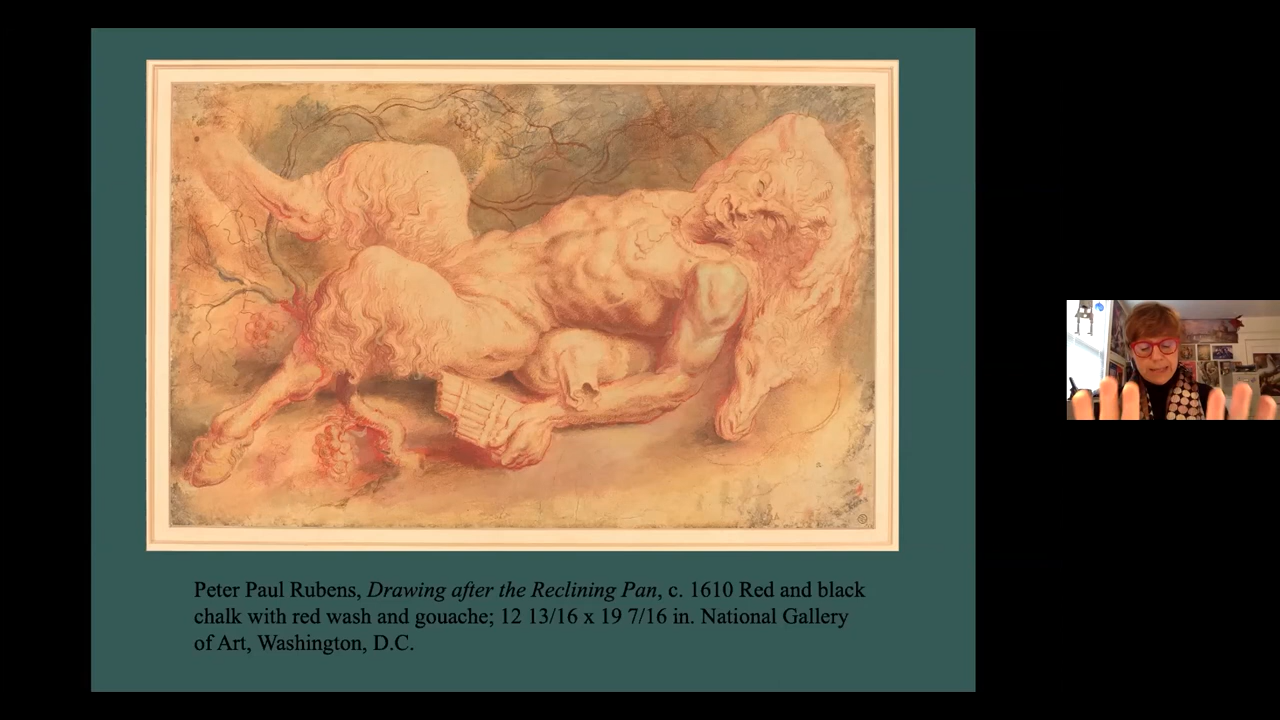 Peter Paul Rubens, Drawing after the Reclining Pan, c. 1610 Red and black
chalk with red wash and gouache; 12 13/16 x 19 7/16 in. National Gallery
of Art, Washington, D.C.